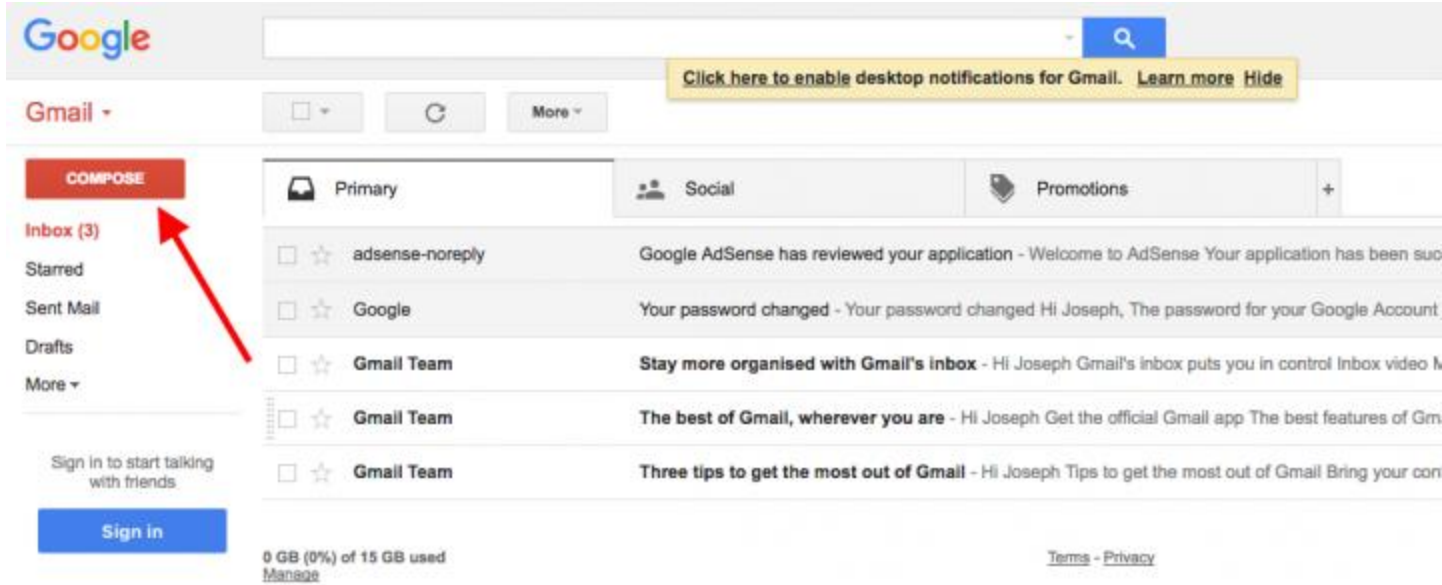 Google
Click here to enable desktop notifications for Gmail. Learn more Hide
Gmail
More
COMPOSE
Primary
Social
Promotions
+
Inbox (3)
Starred
Sent Mail
Drafts
More
adsense-noreply
Google AdSense has reviewed your application - Welcome to AdSense Your application has been suc
Google
Your password changed - Your password changed Hi Joseph, The password for your Google Account
Gmail Team
Stay more organised with Gmail's inbox - Hi Joseph Gmail's inbox puts you in control Inbox video M
Gmail Team
The best of Gmail, wherever you are - Hi Joseph Get the official Gmail app The best features of Gm
Gmail Team
Three tips to get the most out of Gmail - Hi Joseph Tips to get the most out of Gmail Bring your con
Sign in to start talking
with friends
Sign in
0 GB (0%) of 15 GB used
Manage
Terms - Privacy